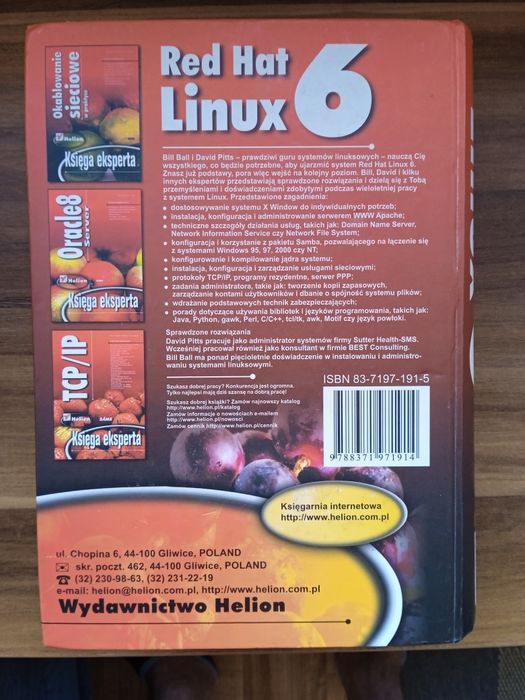 Red Hat
Linux 6
Okablowanie
sieciowe
w praktyce
Helion
Księga eksperta
Oracle8
Server
Helion
Księga eksperta
TCP/IP
Helion
SAMS
Księga eksperta
Bill Ball i David Pitts – prawdziwi guru systemów linuksowych – nauczą Cię
wszystkiego, co będzie potrzebne, aby ujarzmić system Red Hat Linux 6.
Znasz już podstawy, pora więc wejść na kolejny poziom. Bill, David i kilku
innych ekspertów przedstawiają sprawdzone rozwiązania i dzielą się z Tobą
przemyśleniami i doświadczeniami zdobytymi podczas wieloletniej pracy
z systemem Linux. Przedstawione zagadnienia:
• dostosowywanie systemu X Window do indywidualnych potrzeb;
• instalacja, konfiguracja i administrowanie serwerem WWW Apache;
• techniczne szczegóły działania usług, takich jak: Domain Name Server,
Network Information Service czy Network File System;
• konfiguracja i korzystanie z pakietu Samba, pozwalającego na łączenie się
z systemami Windows 95, 97, 2000 czy NT;
• konfigurowanie i kompilowanie jądra systemu;
• instalacja, konfiguracja i zarządzanie usługami sieciowymi;
• protokoły TCP/IP, programy rezydentne, serwer PPP;
• zadania administratora, takie jak: tworzenie kopii zapasowych,
zarządzanie kontami użytkowników i dbanie o spójność systemu plików;
• wdrażanie podstawowych technik zabezpieczających;
• porady dotyczące używania bibliotek i języków programowania, takich jak:
Java, Python, gawk, Perl, C/C++, tcl/tk, awk, Motif czy język powłoki.
Sprawdzone rozwiązania
David Pitts pracuje jako administrator systemów firmy Sutter Health-SMS.
Wcześniej pracował również jako konsultant w firmie BEST Consulting.
Bill Ball ma ponad pięcioletnie doświadczenie w instalowaniu i administro-
waniu systemami linuksowymi.
Szukasz dobrej pracy? Konkurencja jest ogromna.
Tylko najlepsi mają dziś szansę na dobrą pracę!
Szukasz dobrej książki? Zamów najnowszy katalog
http://www.helion.pl/katalog
Zamów informacje o nowościach e-mailem
http://www.helion.pl/nowosci
Zamów cennik http://www.helion.pl/cennik
ISBN 83-7197-191-5
9 788371 971914
Księgarnia internetowa
http://www.helion.com.pl
ul. Chopina 6, 44-100 Gliwice, POLAND
skr. poczt. 462, 44-100 Gliwice, POLAND
(32) 230-98-63, (32) 231-22-19
e-mail: helion@helion.com.pl, http://www.helion.com.pl
Wydawnictwo Helion